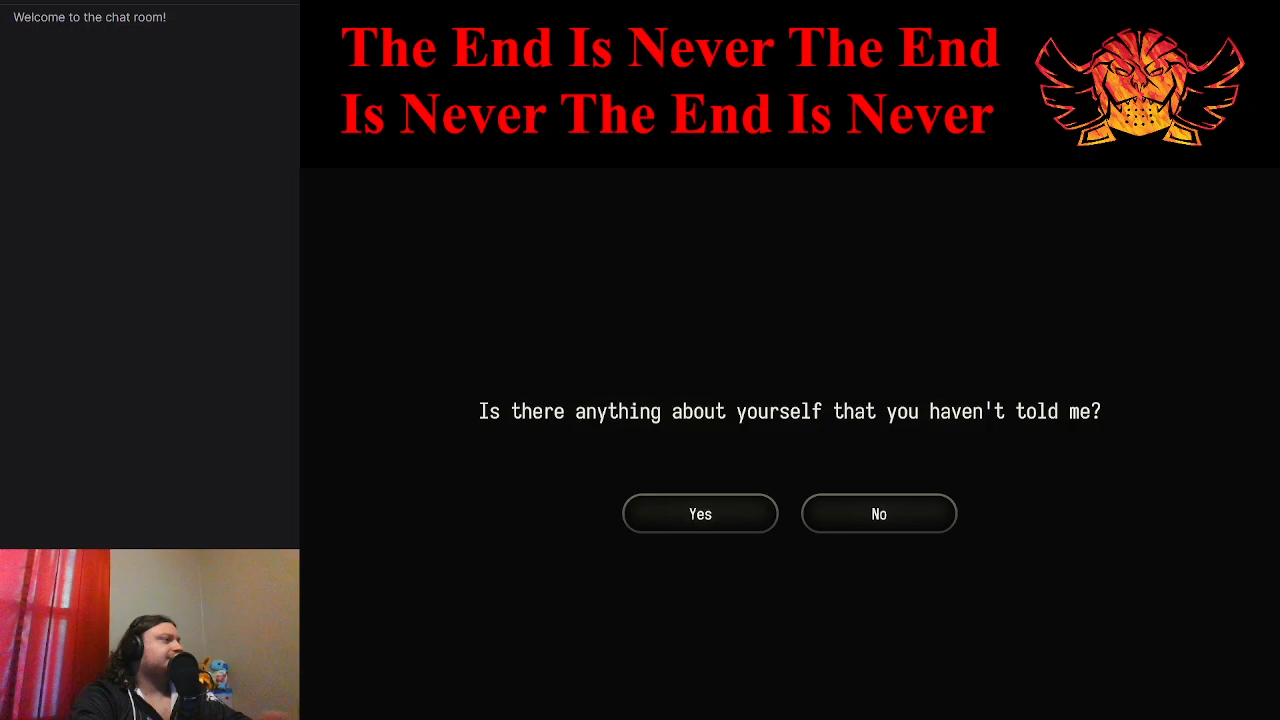 Welcome to the chat room!
The End Is Never The End
Is Never The End Is Never
Is there anything about yourself that you haven't told me?
Yes
No